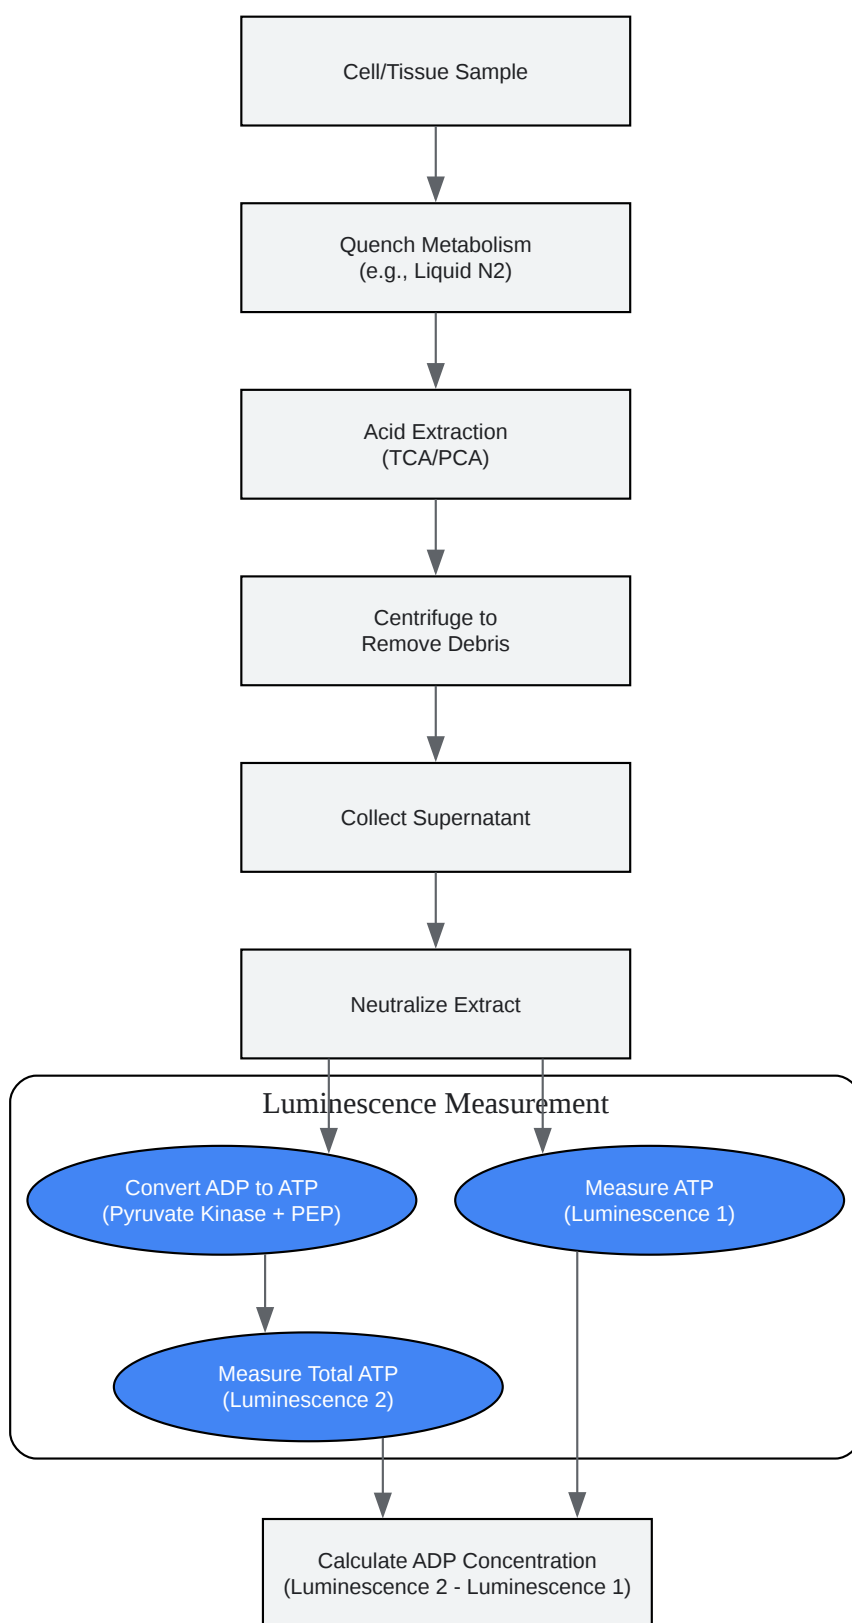 Cell/Tissue Sample
Quench Metabolism
(e.g., Liquid N2)
Acid Extraction
(TCA/PCA)
Centrifuge to
Remove Debris
Collect Supernatant
Neutralize Extract
Luminescence Measurement
Convert ADP to ATP
(Pyruvate Kinase + PEP)
Measure ATP
(Luminescence 1)
Measure Total ATP
(Luminescence 2)
Calculate ADP Concentration
(Luminescence 2 - Luminescence 1)